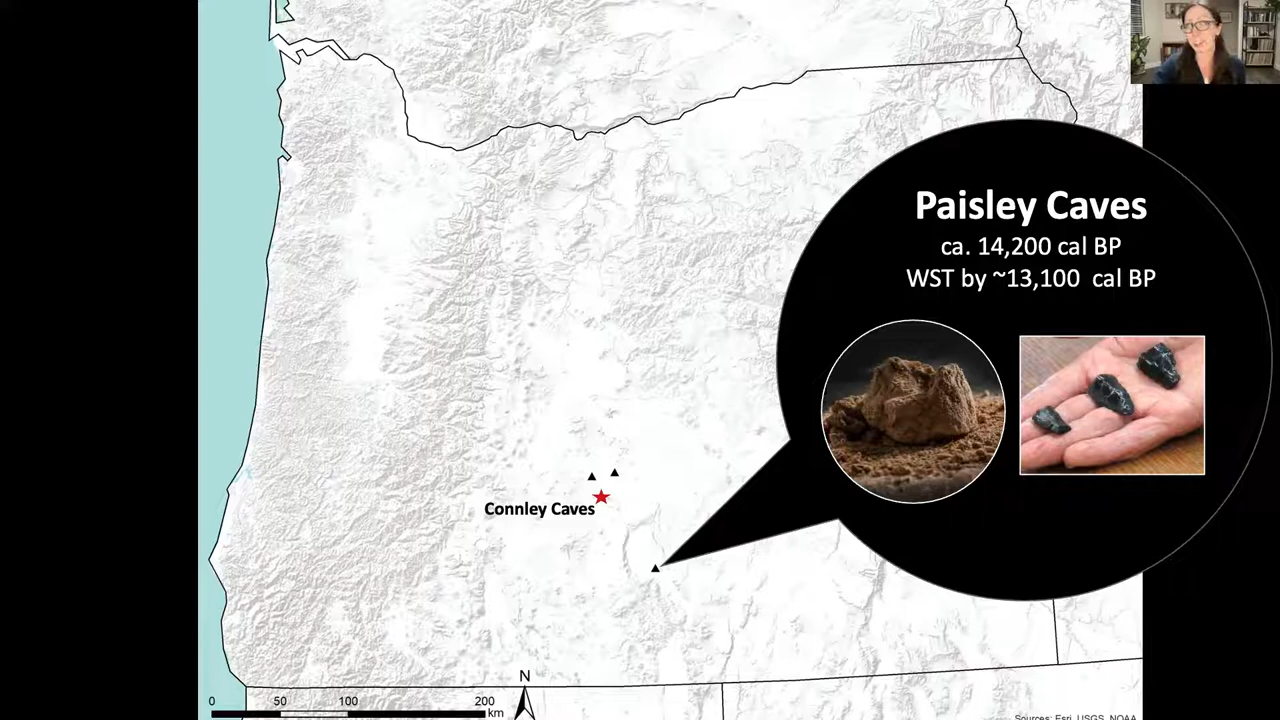 Paisley Caves
ca. 14,200 cal BP
WST by ~13,100 cal BP
Connley Caves
N
0 50 100 200
km
Sources: Esri, USGS, NOAA